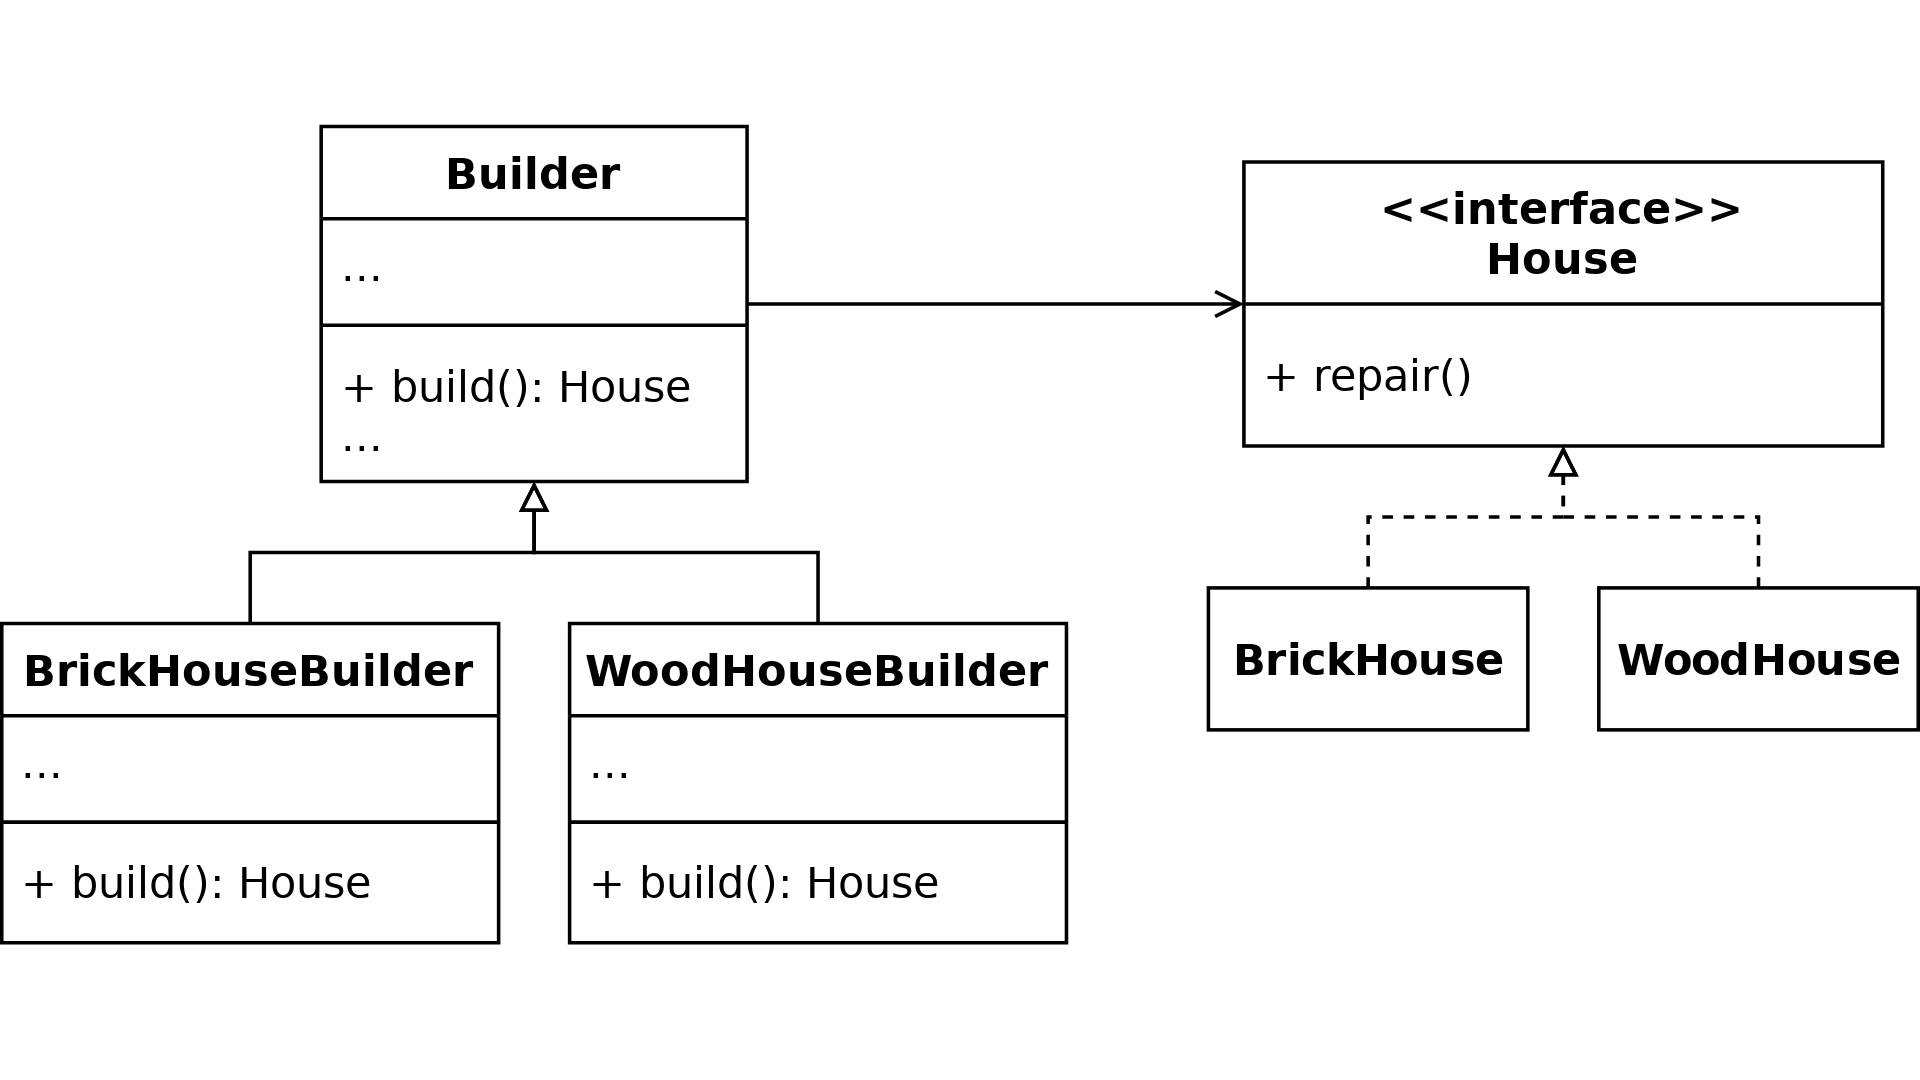 Builder
...
+ build(): House
...
<<interface>>
House
+ repair()
BrickHouseBuilder
...
+ build(): House
WoodHouseBuilder
...
+ build(): House
BrickHouse
WoodHouse